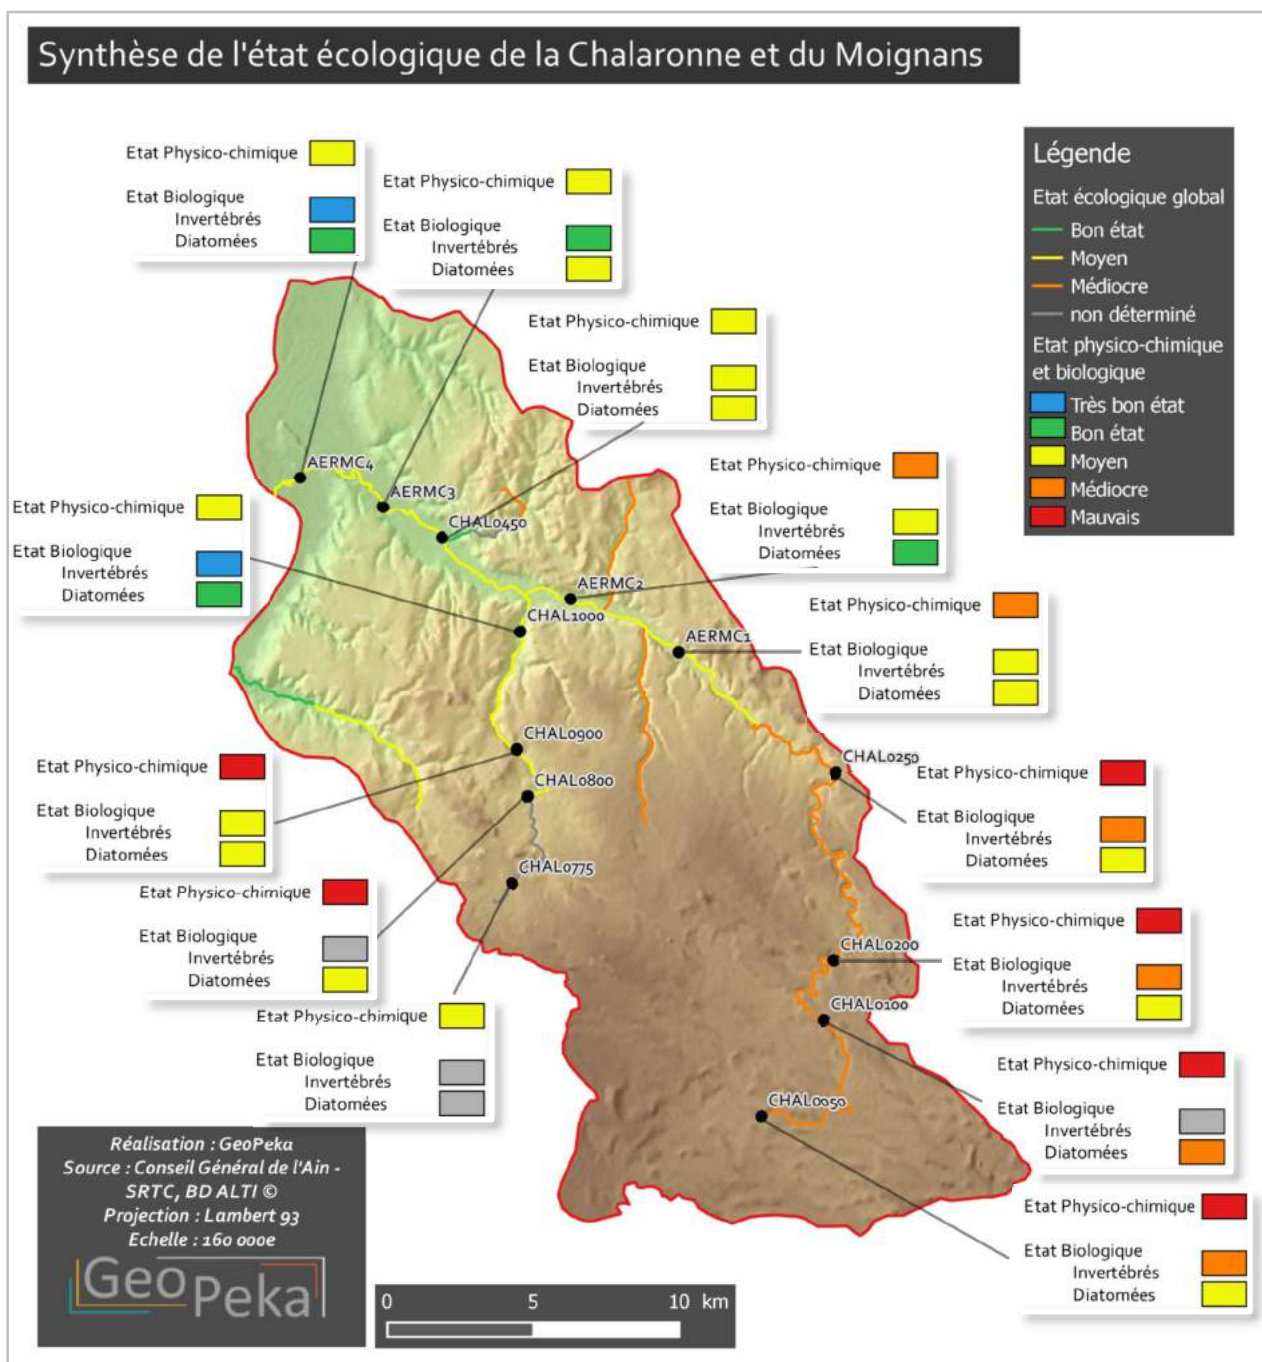 Synthèse de l'état écologique de la Chalaronne et du Moignans
Etat Physico-chimique
Etat Biologique
Invertébrés
Diatomées
Etat Physico-chimique
Etat Biologique
Invertébrés
Diatomées
Etat Physico-chimique
Etat Biologique
Invertébrés
Diatomées
Légende
Etat écologique global
Bon état
Moyen
Médiocre
non déterminé
Etat physico-chimique
et biologique
Très bon état
Bon état
Moyen
Médiocre
Mauvais
Etat Physico-chimique
Etat Biologique
Invertébrés
Diatomées
Etat Physico-chimique
Etat Biologique
Invertébrés
Diatomées
Etat Physico-chimique
Etat Biologique
Invertébrés
Diatomées
AERMC4
AERMC3
CHAL0450
AERMC2
CHAL1000
AERMC1
CHAL0900
CHAL0250
CHAL0800
CHAL0775
CHAL0200
CHAL0100
CHAL0050
Etat Physico-chimique
Etat Biologique
Invertébrés
Diatomées
Etat Physico-chimique
Etat Biologique
Invertébrés
Diatomées
Etat Physico-chimique
Etat Biologique
Invertébrés
Diatomées
Etat Physico-chimique
Etat Biologique
Invertébrés
Diatomées
Etat Physico-chimique
Etat Biologique
Invertébrés
Diatomées
Etat Physico-chimique
Etat Biologique
Invertébrés
Diatomées
Etat Physico-chimique
Etat Biologique
Invertébrés
Diatomées
Réalisation : GeoPeka
Source : Conseil Général de l'Ain -
SRTC, BD ALTI ©
Projection : Lambert 93
Echelle : 160 000e
GeoPeka
0 5 10 km